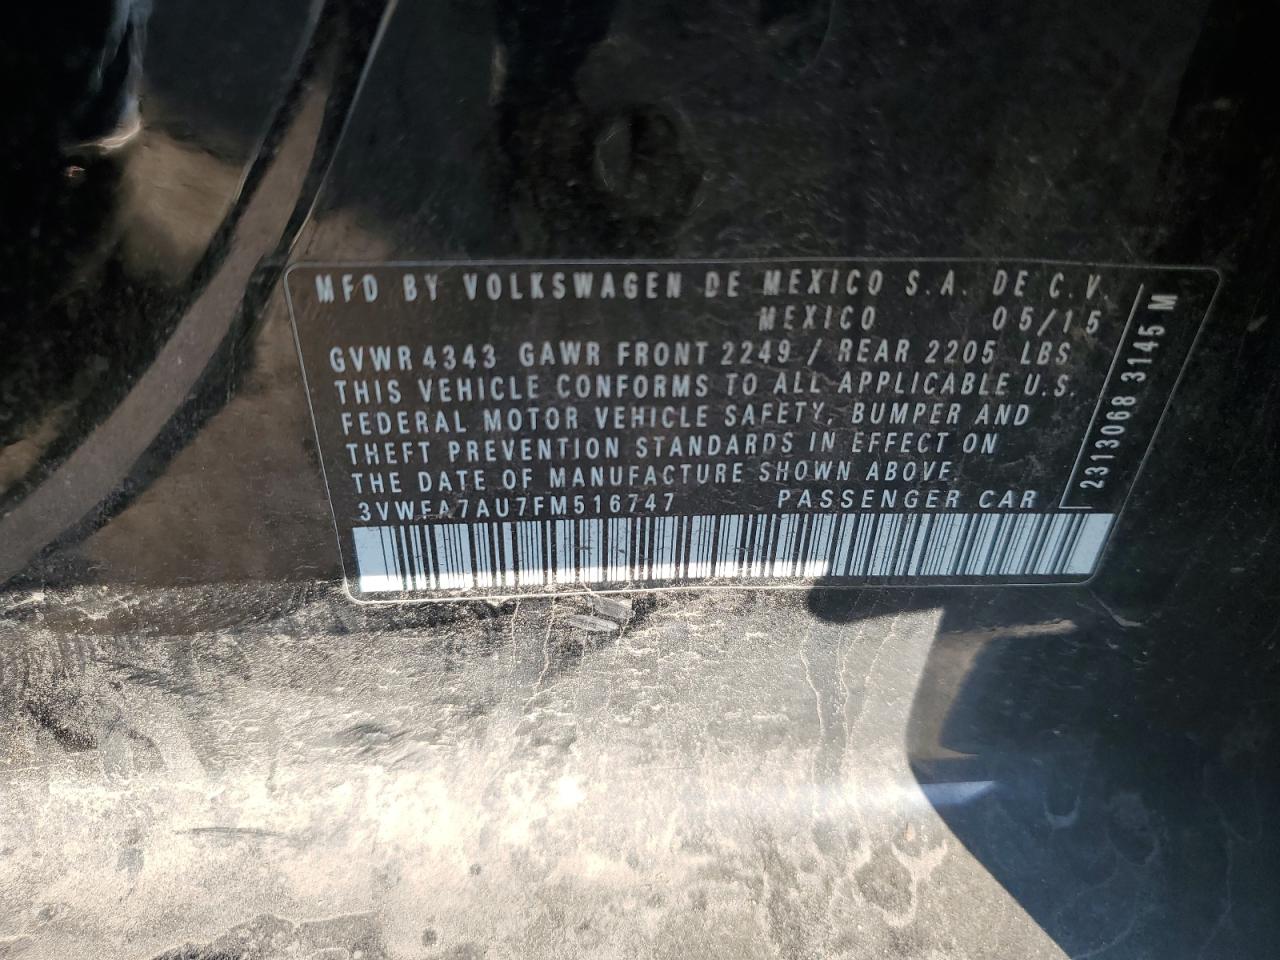 MFD BY VOLKSWAGEN DE MEXICO S.A. DE C.V.
MEXICO 05/15
GVWR 4343 GAWR FRONT 2249 / REAR 2205 LBS
THIS VEHICLE CONFORMS TO ALL APPLICABLE U.S.
FEDERAL MOTOR VEHICLE SAFETY, BUMPER AND
THEFT PREVENTION STANDARDS IN EFFECT ON
THE DATE OF MANUFACTURE SHOWN ABOVE.
3VWFA7AU7FM516747 PASSENGER CAR
2313068 3145 M